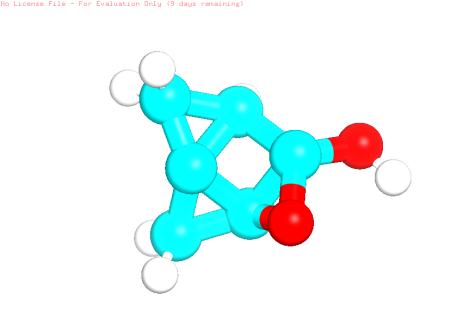 No License File - For Evaluation Only (9 days remaining)